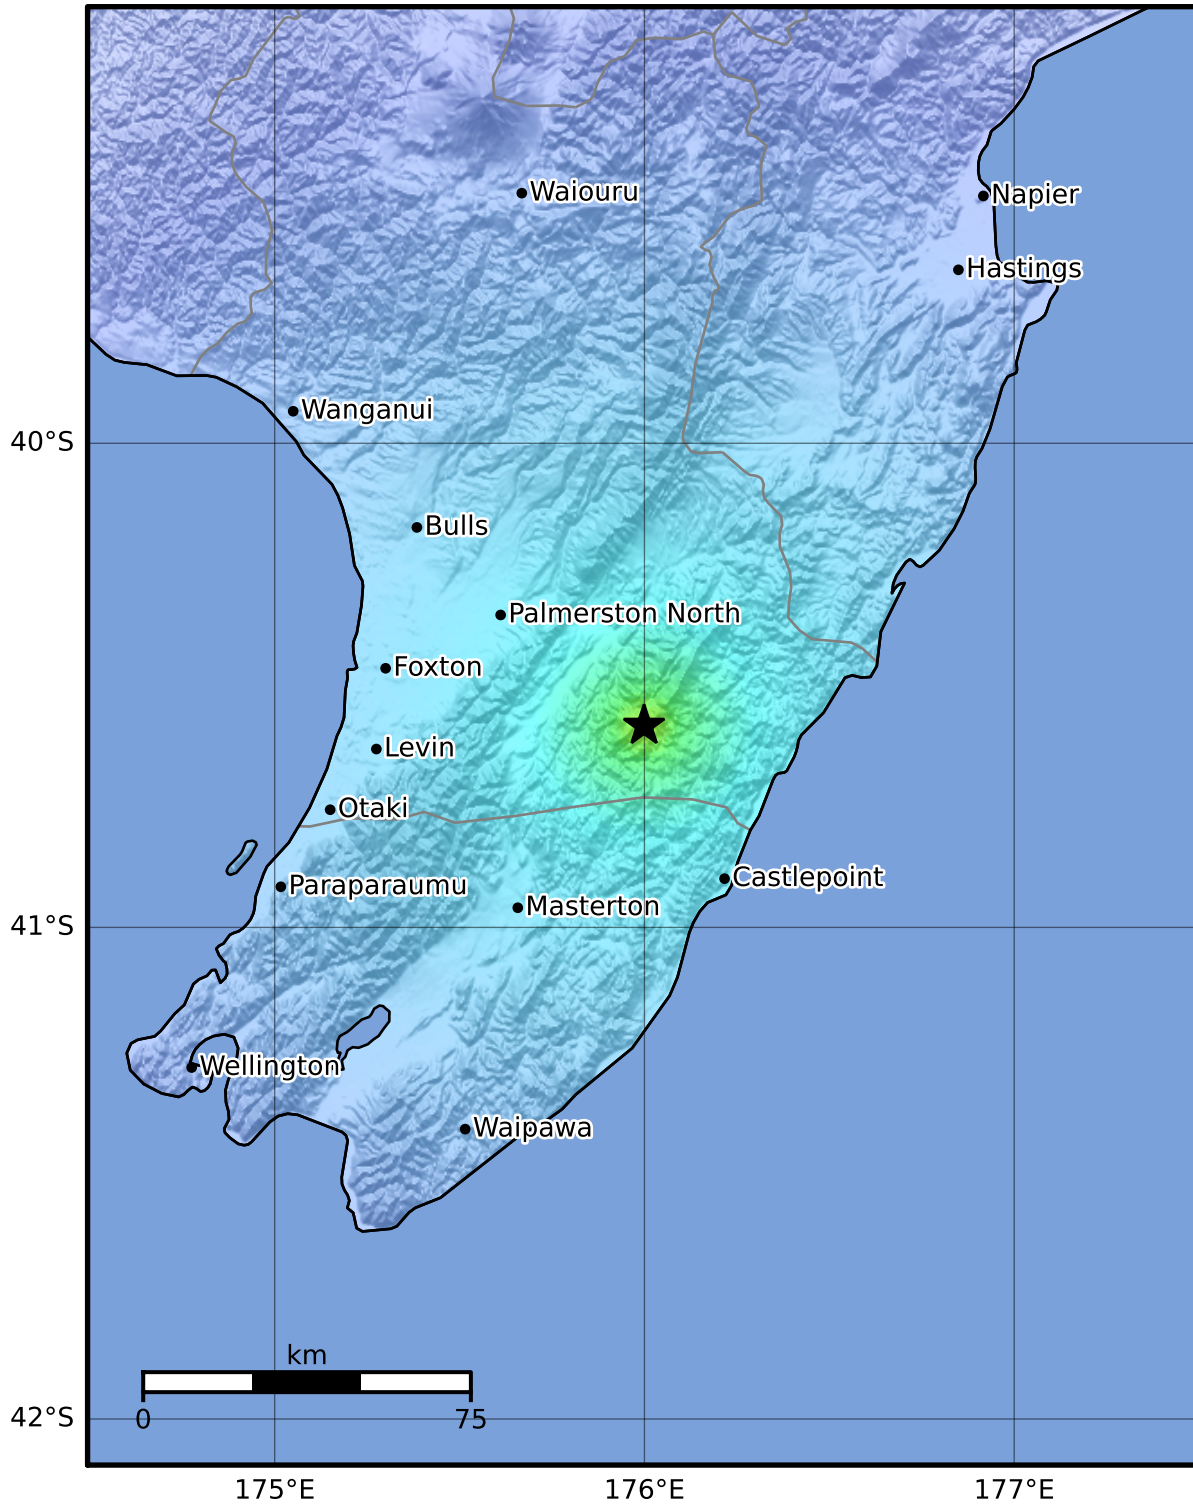 Waiouru
Napier
Hastings
Wanganui
40°S
Bulls
Palmerston North
Foxton
Levin
Otaki
Castlepoint
Paraparaumu
Masterton
41°S
Wellington
Waipawa
km
0 75
42°S
175°E 176°E 177°E